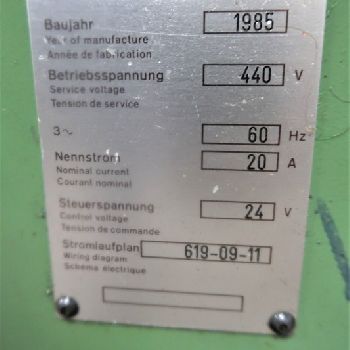 Baujahr 1985
Year of manufacture
Année de fabrication
Betriebsspannung 440 V
Service voltage
Tension de service
3~ 60 Hz
Nennstrom 20 A
Nominal current
Courant nominal
Steuerspannung 24 V
Control voltage
Tension de commande
Stromlaufplan 619-09-11
Wiring diagram
Schema électrique